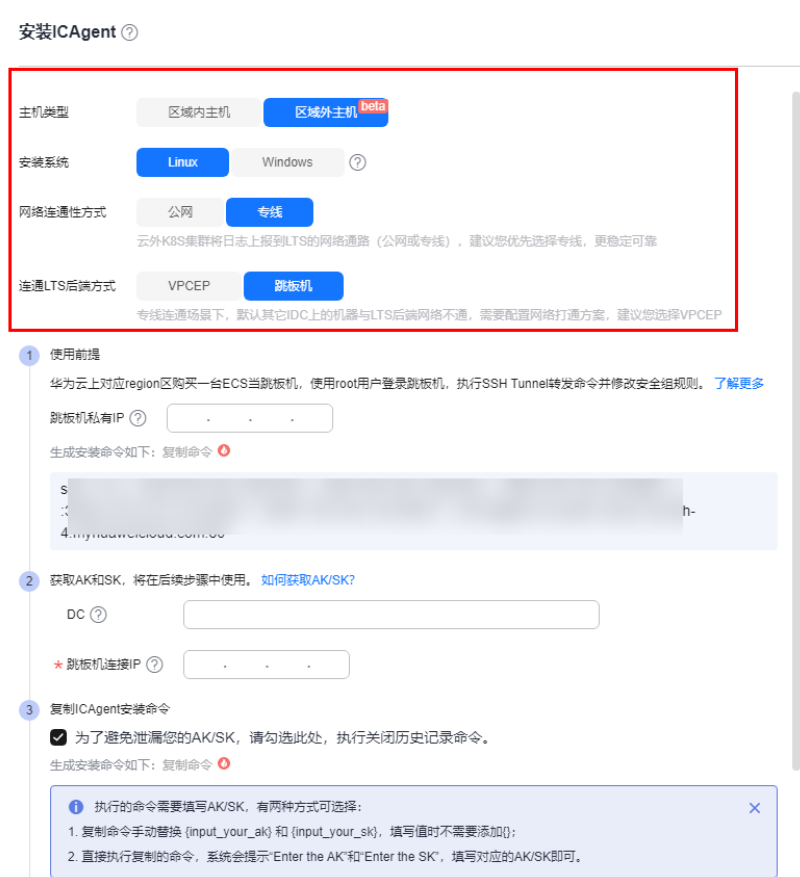 安装ICAgent ?
主机类型 区域内主机 区域外主机 beta
安装系统 Linux Windows ?
网络连通性方式 公网 专线
云外K8S集群将日志上报到LTS的网络通路（公网或专线），建议您优先选择专线，更稳定可靠
连通LTS后端方式 VPCEP 跳板机
专线连通场景下，默认其它IDC上的机器与LTS后端网络不通，需要配置网络打通方案，建议您选择VPCEP
1 使用前提
华为云上对应region区购买一台ECS当跳板机，使用root用户登录跳板机，执行SSH Tunnel转发命令并修改安全组规则。 了解更多
跳板机私有IP ? . . .
生成安装命令如下：复制命令
s
h-
2 获取AK和SK，将在后续步骤中使用。 如何获取AK/SK?
DC ?
* 跳板机连接IP ? . . .
3 复制ICAgent安装命令
为了避免泄漏您的AK/SK，请勾选此处，执行关闭历史记录命令。
生成安装命令如下：复制命令
执行的命令需要填写AK/SK，有两种方式可选择：
1. 复制命令手动替换 {input_your_ak} 和 {input_your_sk}，填写值时不需要添加{}；
2. 直接执行复制的命令，系统会提示“Enter the AK”和“Enter the SK”，填写对应的AK/SK即可。